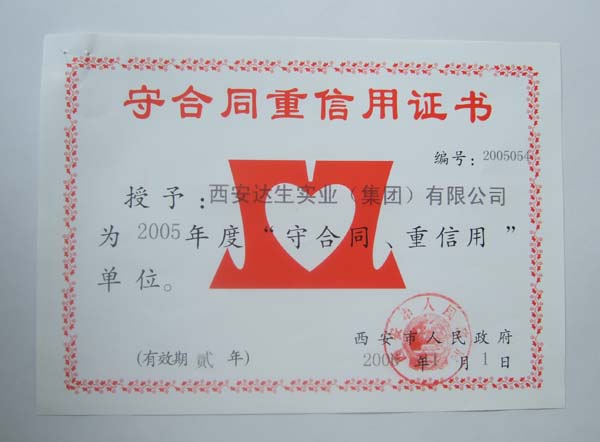 守合同重信用证书
编号：2005054
授予：西安达生实业（集团）有限公司
为2005年度“守合同、重信用”
单位。
西安市人民政府
(有效期 贰 年)
年 月1日